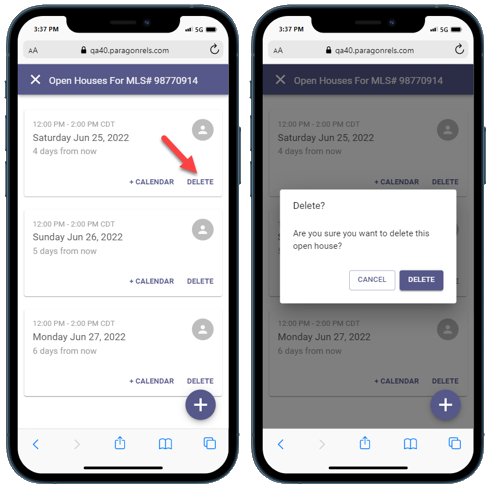 3:37 PM
5G
AA
qa40.paragonrels.com
Open Houses For MLS# 98770914
12:00 PM - 2:00 PM CDT
Saturday Jun 25, 2022
4 days from now
+ CALENDAR DELETE
12:00 PM - 2:00 PM CDT
Sunday Jun 26, 2022
5 days from now
+ CALENDAR DELETE
12:00 PM - 2:00 PM CDT
Monday Jun 27, 2022
6 days from now
+ CALENDAR DELETE
3:37 PM
5G
AA
qa40.paragonrels.com
Open Houses For MLS# 98770914
12:00 PM - 2:00 PM CDT
Saturday Jun 25, 2022
4 days from now
Delete?
Are you sure you want to delete this
open house?
CANCEL DELETE
12:00 PM - 2:00 PM CDT
Monday Jun 27, 2022
6 days from now
+ CALENDAR DELETE